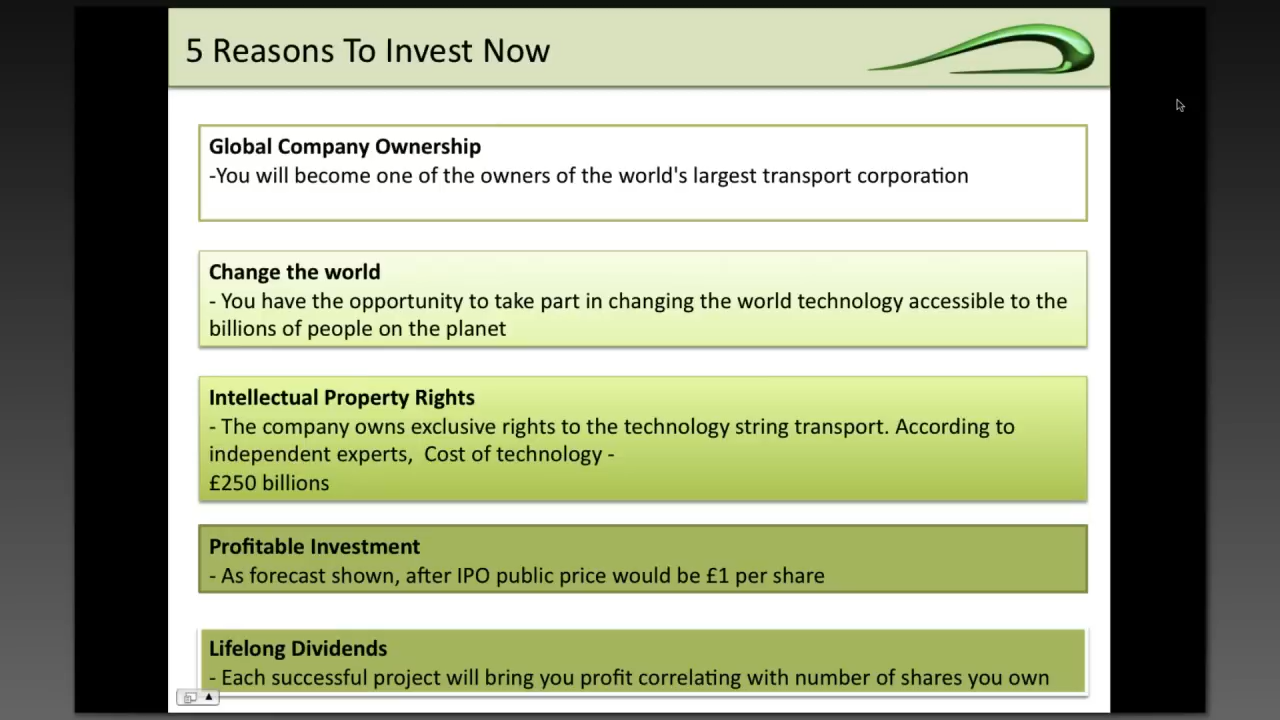 5 Reasons To Invest Now
Global Company Ownership
-You will become one of the owners of the world's largest transport corporation
Change the world
- You have the opportunity to take part in changing the world technology accessible to the
billions of people on the planet
Intellectual Property Rights
- The company owns exclusive rights to the technology string transport. According to
independent experts,  Cost of technology -
£250 billions
Profitable Investment
- As forecast shown, after IPO public price would be £1 per share
Lifelong Dividends
- Each successful project will bring you profit correlating with number of shares you own